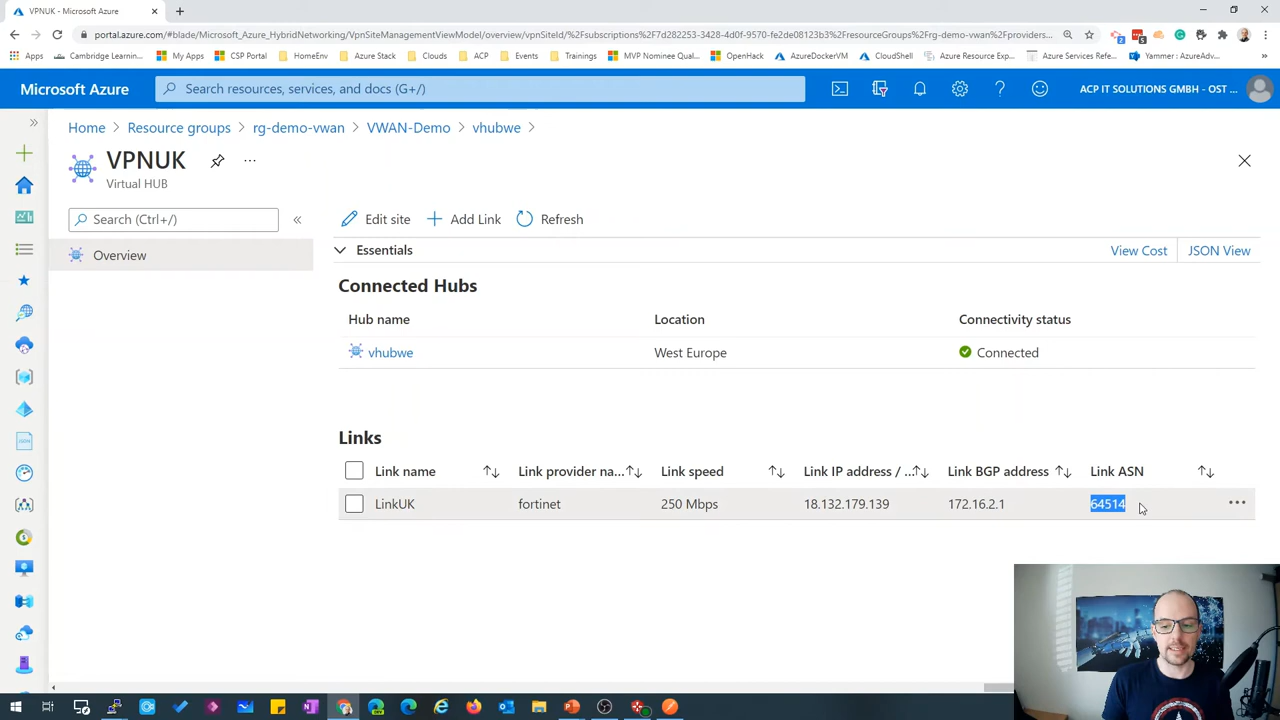 VPNUK - Microsoft Azure
portal.azure.com/#blade/Microsoft_Azure_HybridNetworking/VpnSiteManagementViewModel/overview/vpnSiteId/%2Fsubscriptions%2F7d282253-3428-4d0f-9570-fe2de08123b3%2FresourceGroups%2Frg-demo-vwan%2Fproviders...
Apps
Cambridge Learnin...
My Apps
CSP Portal
HomeEnv
Azure Stack
Clouds
ACP
Trainings
MVP Nominee Qual...
OpenHack
AzureDockerVM
CloudShell
Azure Resource Exp...
Azure Services Refe...
Yammer : AzureAdv...
Microsoft Azure
Search resources, services, and docs (G+/)
ACP IT SOLUTIONS GMBH - OST ...
Home > Resource groups > rg-demo-vwan > VWAN-Demo > vhubwe >
VPNUK
Virtual HUB
Search (Ctrl+/)
Overview
Edit site
Add Link
Refresh
Essentials
View Cost
JSON View
Connected Hubs
Hub name Location Connectivity status
vhubwe West Europe Connected
Links
Link name Link provider na... Link speed Link IP address / ... Link BGP address Link ASN
LinkUK fortinet 250 Mbps 18.132.179.139 172.16.2.1 64514